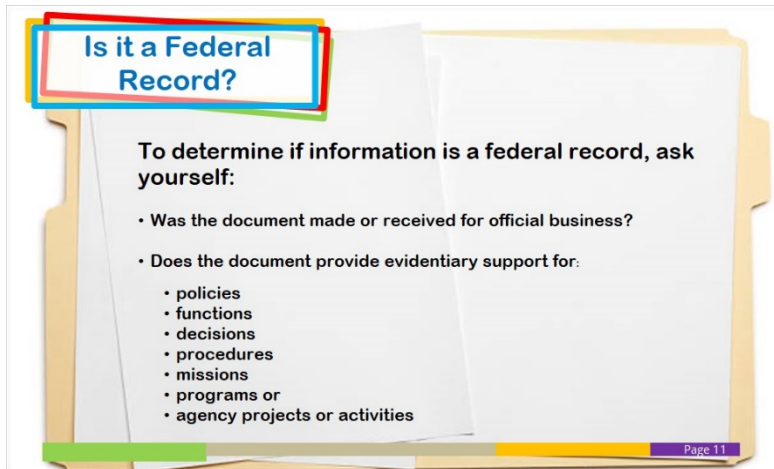 Is it a Federal
Record?
To determine if information is a federal record, ask
yourself:
• Was the document made or received for official business?
• Does the document provide evidentiary support for:
• policies
• functions
• decisions
• procedures
• missions
• programs or
• agency projects or activities
Page 11